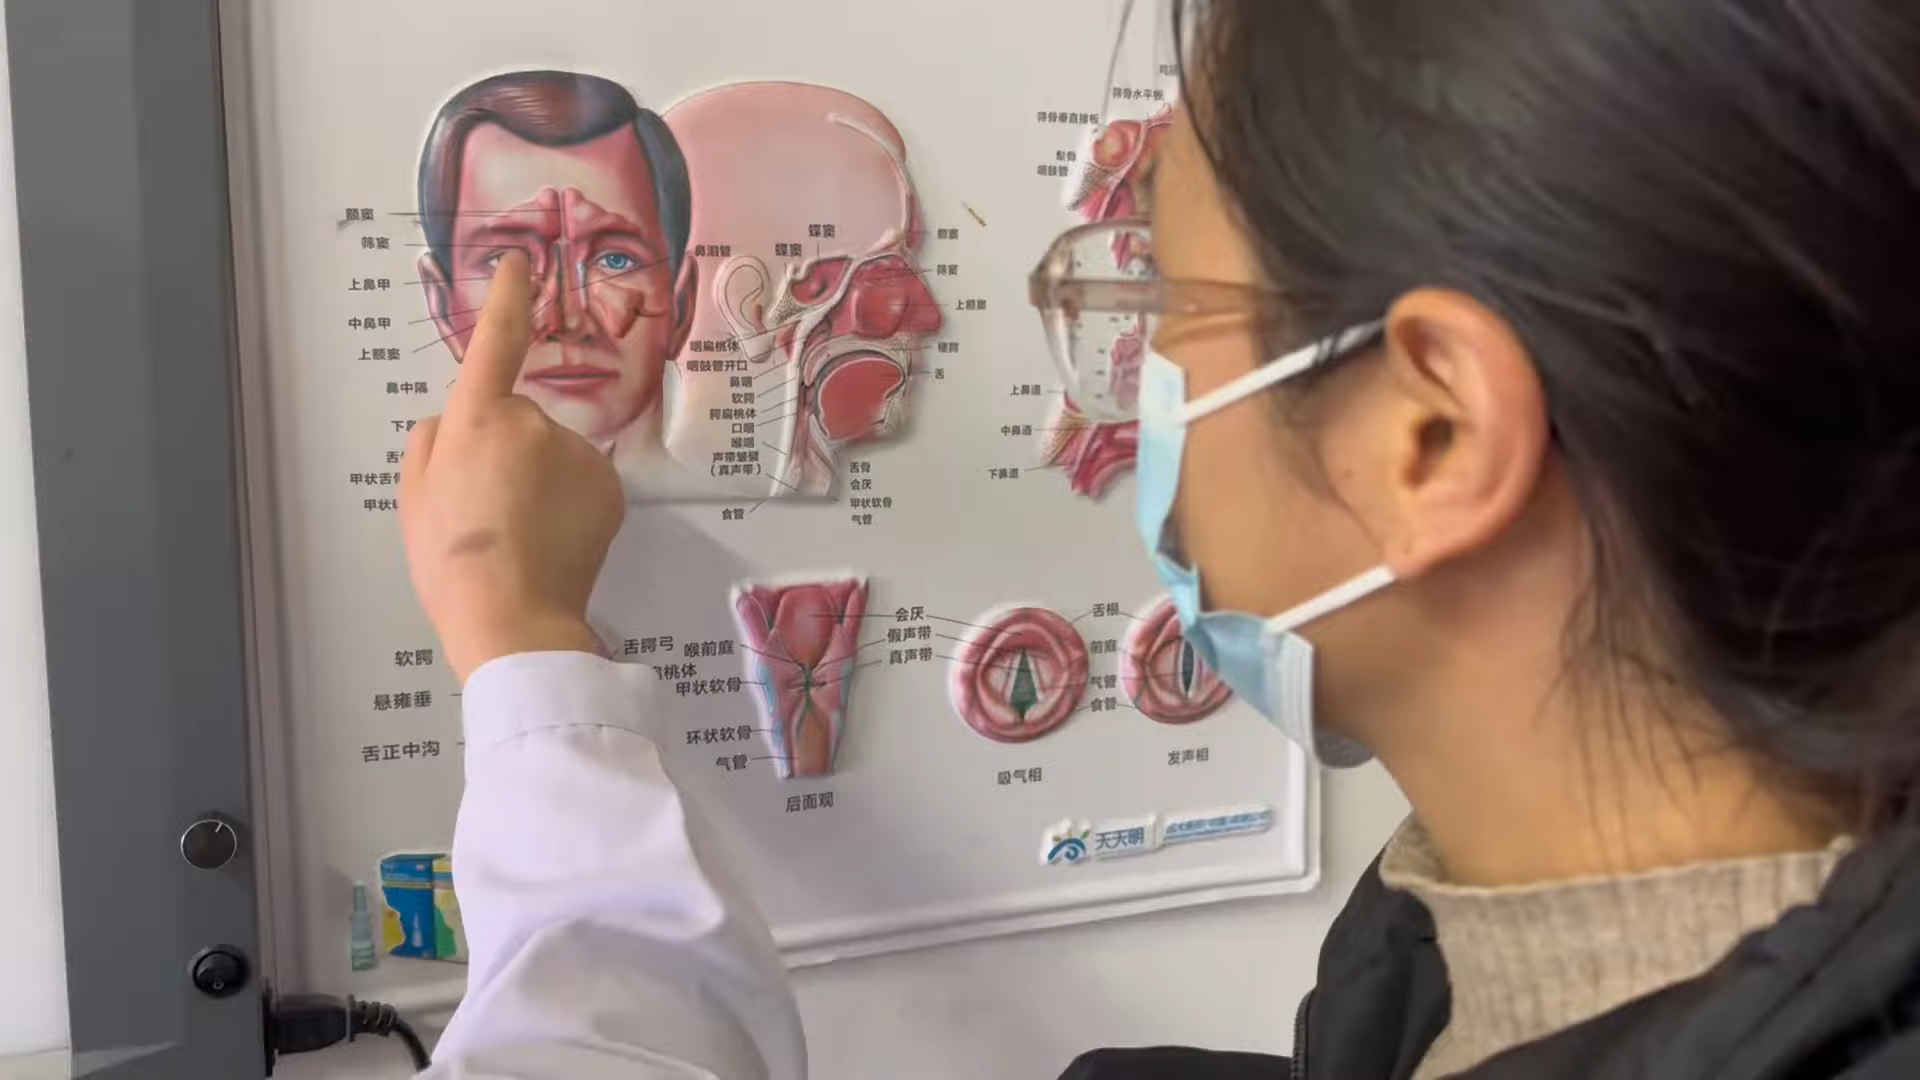 额窦
筛窦
上鼻甲
中鼻甲
上额窦
鼻中隔
下鼻
舌
甲状舌骨
甲状
鼻泪管
蝶窦
蝶窦
额窦
筛窦
上额窦
硬腭
舌
咽扁桃体
咽鼓管开口
鼻咽
软腭
腭扁桃体
口咽
喉咽
声带皱襞
(真声带)
食管
舌骨
会厌
甲状软骨
气管
筛骨水平板
筛骨垂直接板
犁骨
咽鼓管
上鼻道
中鼻道
下鼻道
软腭
悬雍垂
舌正中沟
舌腭弓
扁桃体
喉前庭
甲状软骨
环状软骨
气管
后面观
会厌
假声带
真声带
舌根
前庭
气管
食管
吸气相
发声相
天天明